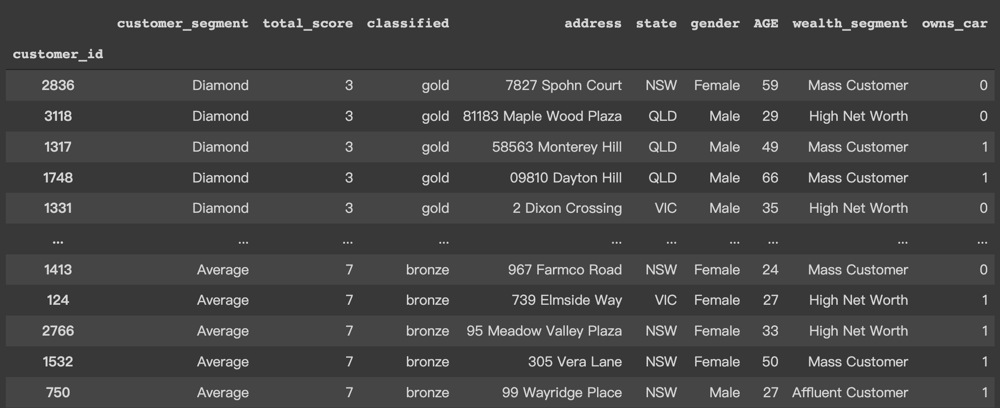 customer_segment total_score classified address state gender AGE wealth_segment owns_car
customer_id
2836 Diamond 3 gold 7827 Spohn Court NSW Female 59 Mass Customer 0
3118 Diamond 3 gold 81183 Maple Wood Plaza QLD Male 29 High Net Worth 0
1317 Diamond 3 gold 58563 Monterey Hill QLD Male 49 Mass Customer 1
1748 Diamond 3 gold 09810 Dayton Hill QLD Male 66 Mass Customer 1
1331 Diamond 3 gold 2 Dixon Crossing VIC Male 35 High Net Worth 0
... ... ... ... ... ... ... ... ... ...
1413 Average 7 bronze 967 Farmco Road NSW Female 24 Mass Customer 0
124 Average 7 bronze 739 Elmside Way VIC Female 27 High Net Worth 1
2766 Average 7 bronze 95 Meadow Valley Plaza NSW Female 33 High Net Worth 1
1532 Average 7 bronze 305 Vera Lane NSW Female 50 Mass Customer 1
750 Average 7 bronze 99 Wayridge Place NSW Male 27 Affluent Customer 1